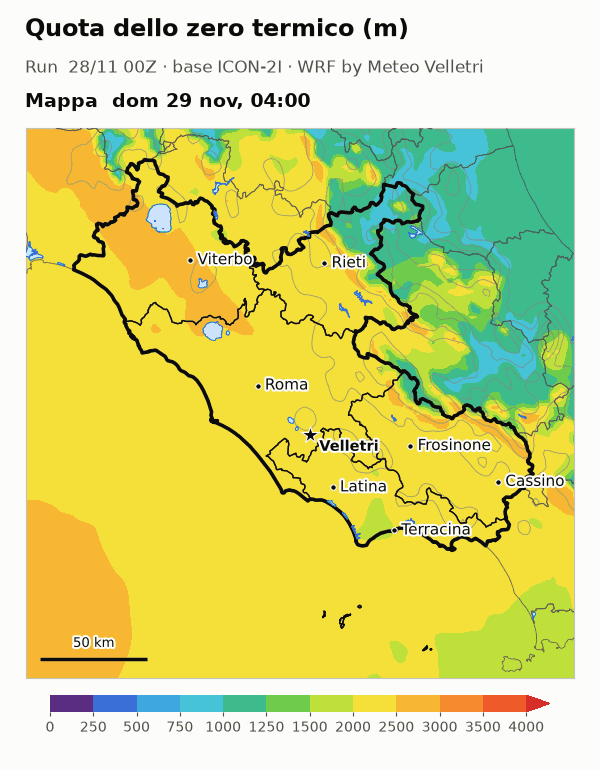 Quota dello zero termico (m)
Run  28/11 00Z · base ICON-2I · WRF by Meteo Velletri
Mappa  dom 29 nov, 04:00
Viterbo
Rieti
Roma
Velletri
Frosinone
Latina
Cassino
Terracina
50 km
0 250 500 750 1000 1250 1500 2000 2500 3000 3500 4000